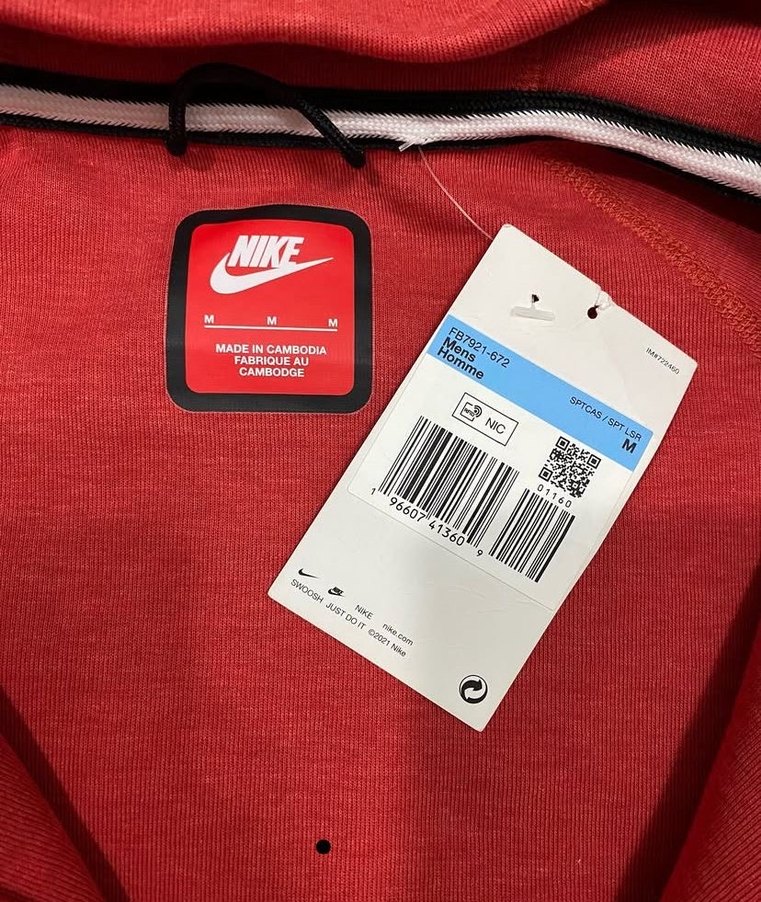 NIKE
M M M
MADE IN CAMBODIA
FABRIQUE AU
CAMBODGE
IM#722460
FB7921-672
Mens
Homme
SPTCAS / SPT LSR
M
NIC
01160
1 96607 41360 9
NIKE
nike.com
SWOOSH JUST DO IT ©2021 Nike